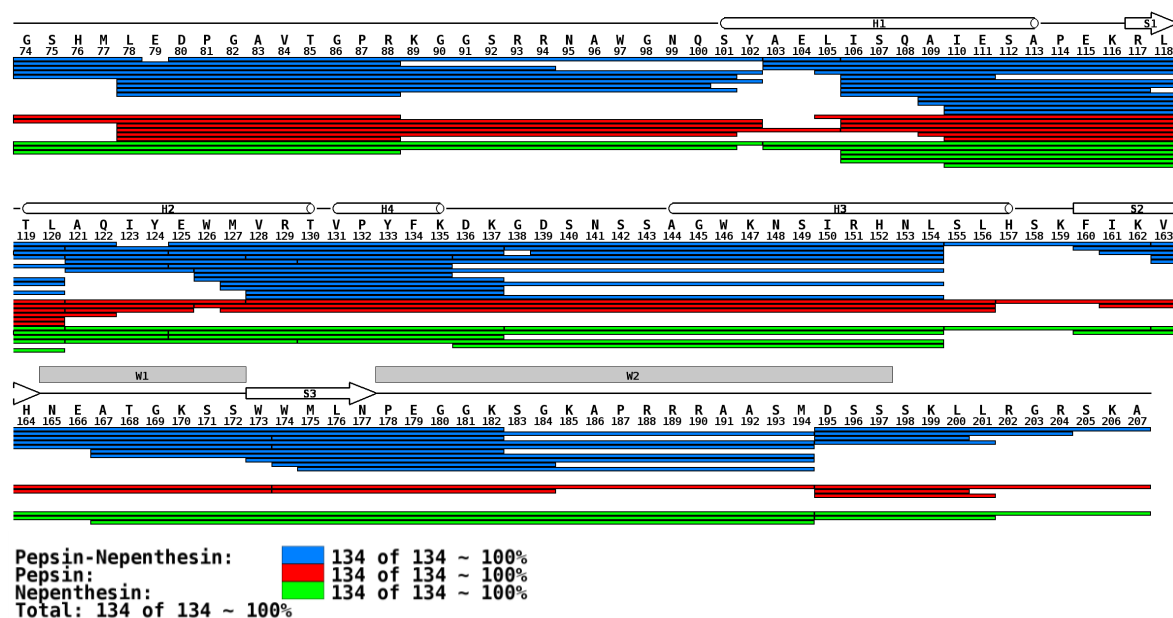 H1 S1
G S H M L E D P G A V T G P R K G G S R R N A W G N Q S Y A E L I S Q A I E S A P E K R L
74 75 76 77 78 79 80 81 82 83 84 85 86 87 88 89 90 91 92 93 94 95 96 97 98 99 100 101 102 103 104 105 106 107 108 109 110 111 112 113 114 115 116 117 118
H2 H4 H3 S2
T L A Q I Y E W M V R T V P Y F K D K G D S N S S A G W K N S I R H N L S L H S K F I K V
119 120 121 122 123 124 125 126 127 128 129 130 131 132 133 134 135 136 137 138 139 140 141 142 143 144 145 146 147 148 149 150 151 152 153 154 155 156 157 158 159 160 161 162 163
W1 W2
S3
H N E A T G K S S W W M L N P E G G K S G K A P R R R A A S M D S S S K L L R G R S K A
164 165 166 167 168 169 170 171 172 173 174 175 176 177 178 179 180 181 182 183 184 185 186 187 188 189 190 191 192 193 194 195 196 197 198 199 200 201 202 203 204 205 206 207
Pepsin-Nepenthesin: 134 of 134 ~ 100%
Pepsin: 134 of 134 ~ 100%
Nepenthesin: 134 of 134 ~ 100%
Total: 134 of 134 ~ 100%